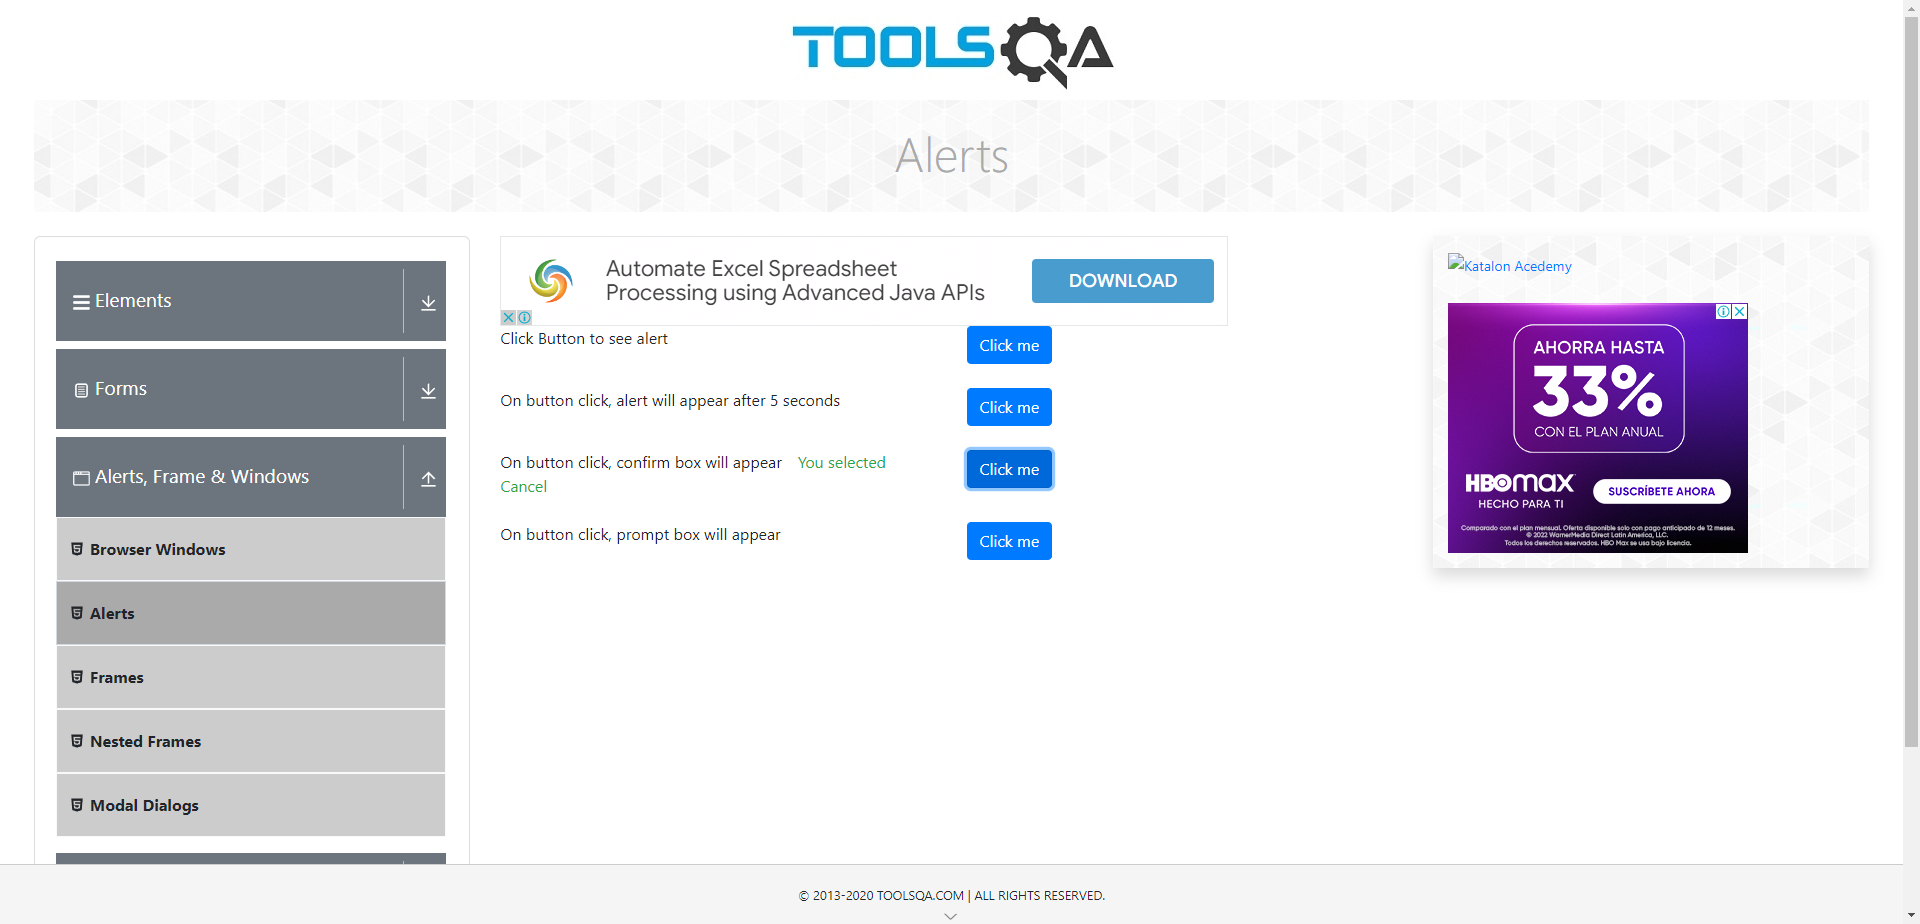 TOOLSQA
Alerts
Elements
Forms
Alerts, Frame & Windows
Browser Windows
Alerts
Frames
Nested Frames
Modal Dialogs
Automate Excel Spreadsheet
Processing using Advanced Java APIs
DOWNLOAD
Click Button to see alert
Click me
On button click, alert will appear after 5 seconds
Click me
On button click, confirm box will appear You selected
Cancel
Click me
On button click, prompt box will appear
Click me
Katalon Acedemy
AHORRA HASTA
33%
CON EL PLAN ANUAL
HBOMAX
HECHO PARA TI
SUSCRÍBETE AHORA
Comparado con el plan mensual. Oferta disponible solo con pago anticipado de 12 meses.
© 2022 WarnerMedia Direct Latin America, LLC.
Todos los derechos reservados. HBO Max se usa bajo licencia.
© 2013-2020 TOOLSQA.COM | ALL RIGHTS RESERVED.